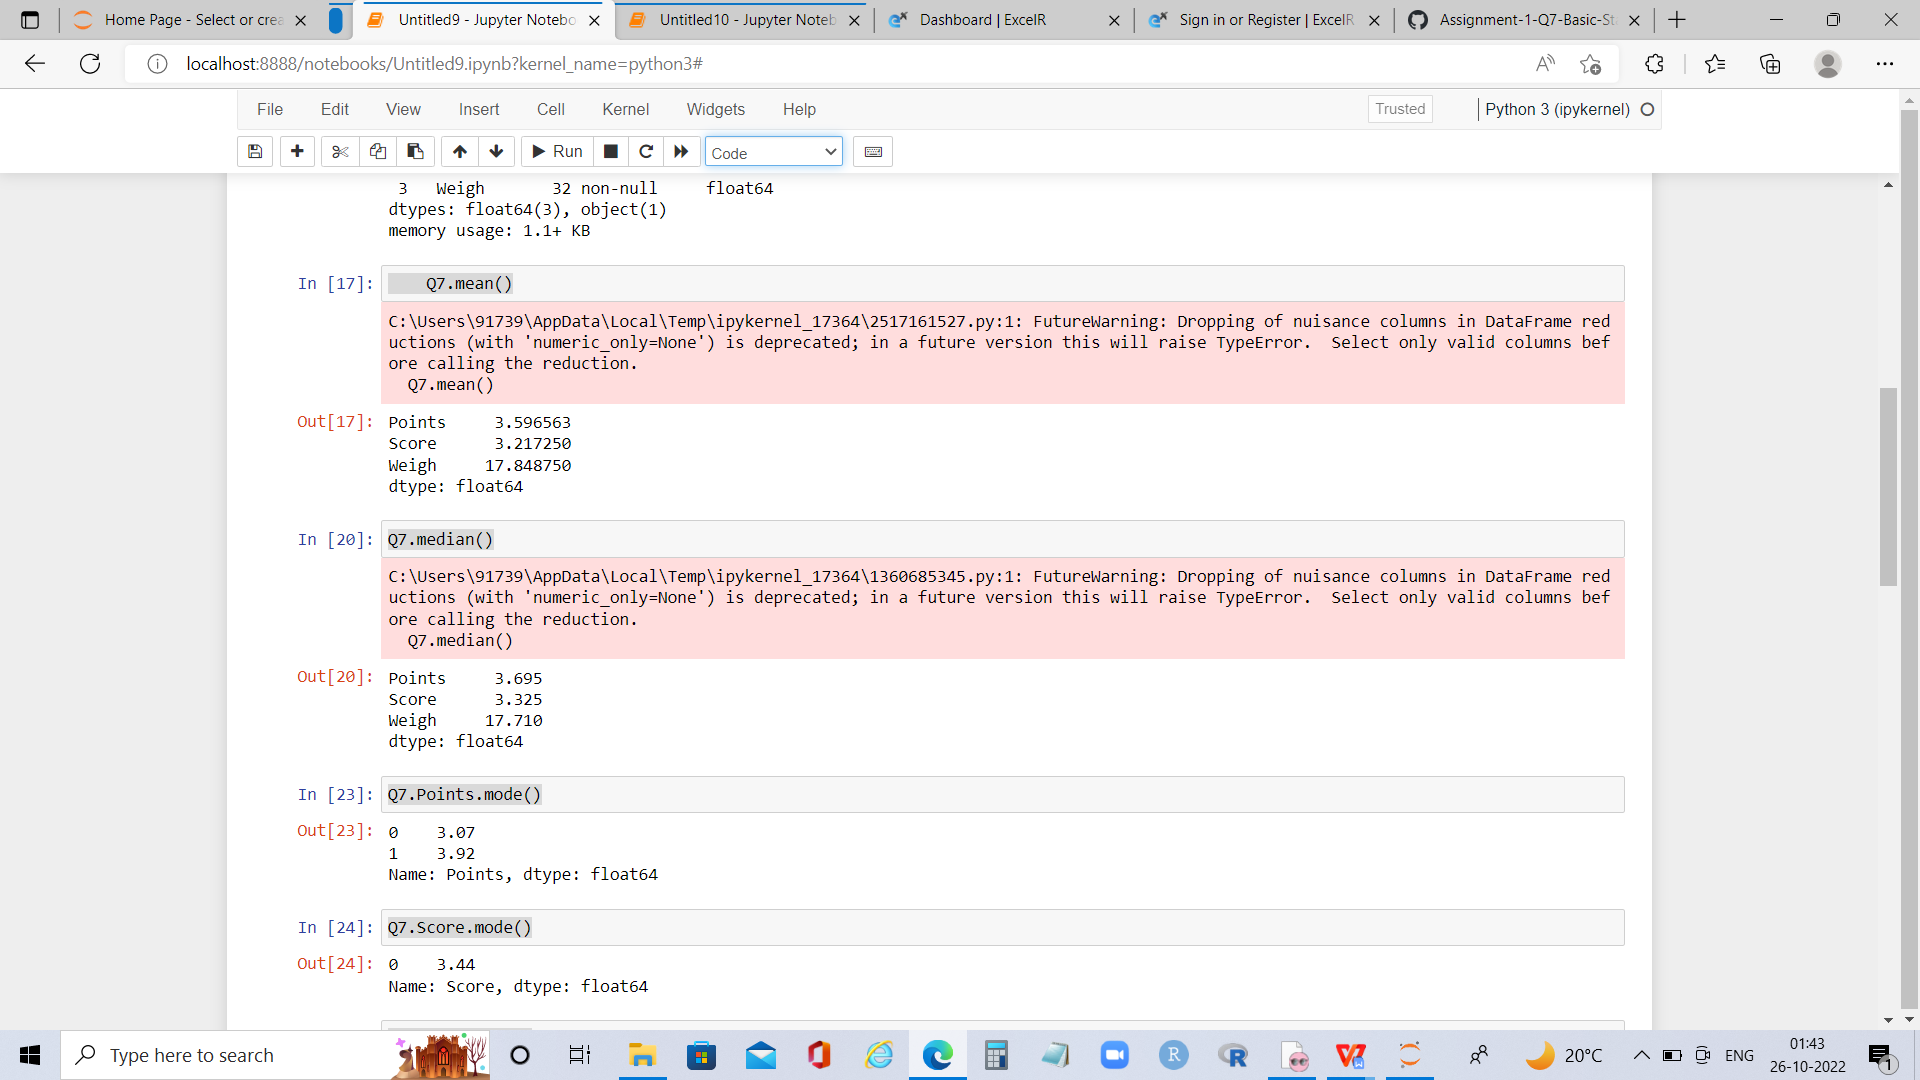 Home Page - Select or crea
Untitled9 - Jupyter Notebo
Untitled10 - Jupyter Noteb
Dashboard | ExcelR
Sign in or Register | ExcelR
Assignment-1-Q7-Basic-Sta
localhost:8888/notebooks/Untitled9.ipynb?kernel_name=python3#
File Edit View Insert Cell Kernel Widgets Help
Trusted
Python 3 (ipykernel)
Run
Code
3 Weigh 32 non-null float64
dtypes: float64(3), object(1)
memory usage: 1.1+ KB
In [17]: Q7.mean()
C:\Users\91739\AppData\Local\Temp\ipykernel_17364\2517161527.py:1: FutureWarning: Dropping of nuisance columns in DataFrame red
uctions (with 'numeric_only=None') is deprecated; in a future version this will raise TypeError.  Select only valid columns bef
ore calling the reduction.
Q7.mean()
Out[17]: Points 3.596563
Score 3.217250
Weigh 17.848750
dtype: float64
In [20]: Q7.median()
C:\Users\91739\AppData\Local\Temp\ipykernel_17364\1360685345.py:1: FutureWarning: Dropping of nuisance columns in DataFrame red
uctions (with 'numeric_only=None') is deprecated; in a future version this will raise TypeError.  Select only valid columns bef
ore calling the reduction.
Q7.median()
Out[20]: Points 3.695
Score 3.325
Weigh 17.710
dtype: float64
In [23]: Q7.Points.mode()
Out[23]: 0 3.07
1 3.92
Name: Points, dtype: float64
In [24]: Q7.Score.mode()
Out[24]: 0 3.44
Name: Score, dtype: float64
Type here to search
20°C
ENG
01:43
26-10-2022
1